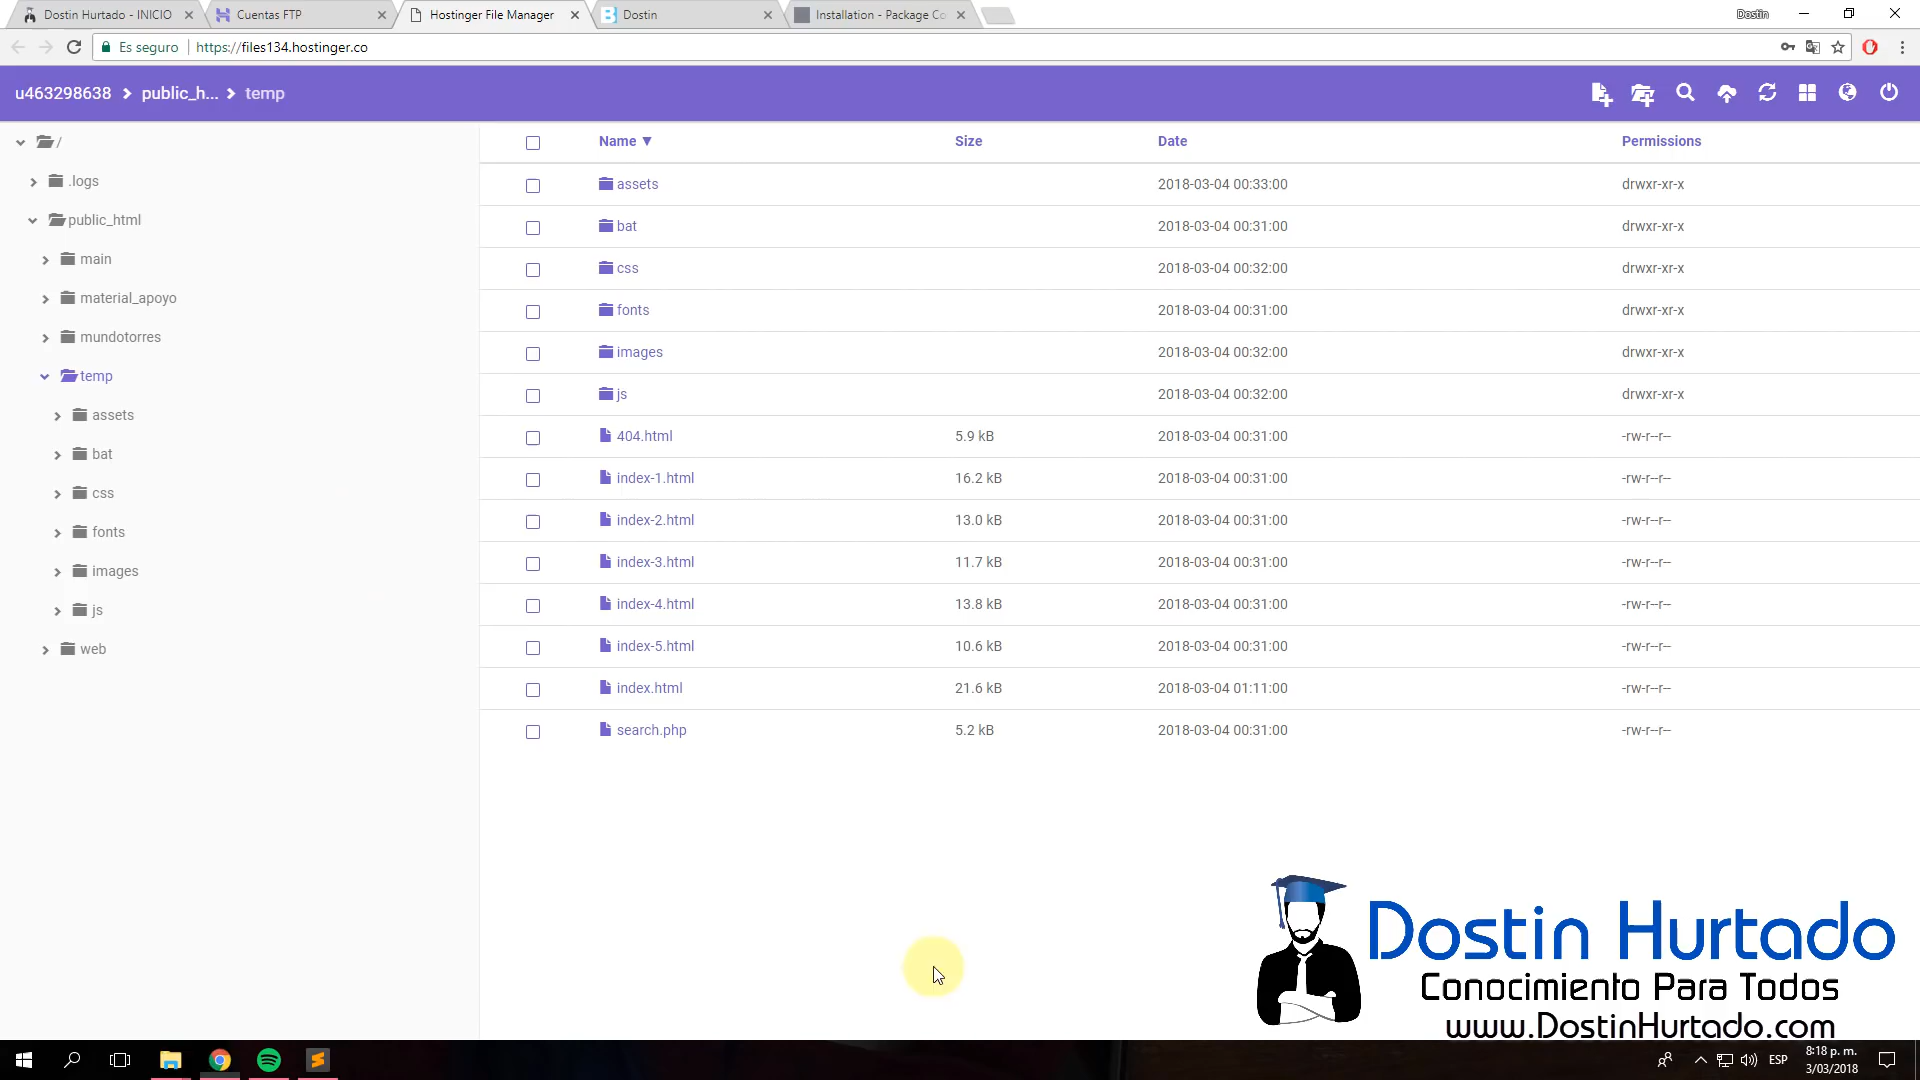 Dostin Hurtado - INICIO
Cuentas FTP
Hostinger File Manager
Dostin
Installation - Package Co
Dostin
Es seguro
https://files134.hostinger.co
u463298638 public_h... temp
/
.logs
public_html
main
material_apoyo
mundotorres
temp
assets
bat
css
fonts
images
js
web
Name ▼ Size Date Permissions
assets 2018-03-04 00:33:00 drwxr-xr-x
bat 2018-03-04 00:31:00 drwxr-xr-x
css 2018-03-04 00:32:00 drwxr-xr-x
fonts 2018-03-04 00:31:00 drwxr-xr-x
images 2018-03-04 00:32:00 drwxr-xr-x
js 2018-03-04 00:32:00 drwxr-xr-x
404.html 5.9 kB 2018-03-04 00:31:00 -rw-r--r--
index-1.html 16.2 kB 2018-03-04 00:31:00 -rw-r--r--
index-2.html 13.0 kB 2018-03-04 00:31:00 -rw-r--r--
index-3.html 11.7 kB 2018-03-04 00:31:00 -rw-r--r--
index-4.html 13.8 kB 2018-03-04 00:31:00 -rw-r--r--
index-5.html 10.6 kB 2018-03-04 00:31:00 -rw-r--r--
index.html 21.6 kB 2018-03-04 01:11:00 -rw-r--r--
search.php 5.2 kB 2018-03-04 00:31:00 -rw-r--r--
Dostin Hurtado
Conocimiento Para Todos
www.DostinHurtado.com
ESP
8:18 p. m.
3/03/2018